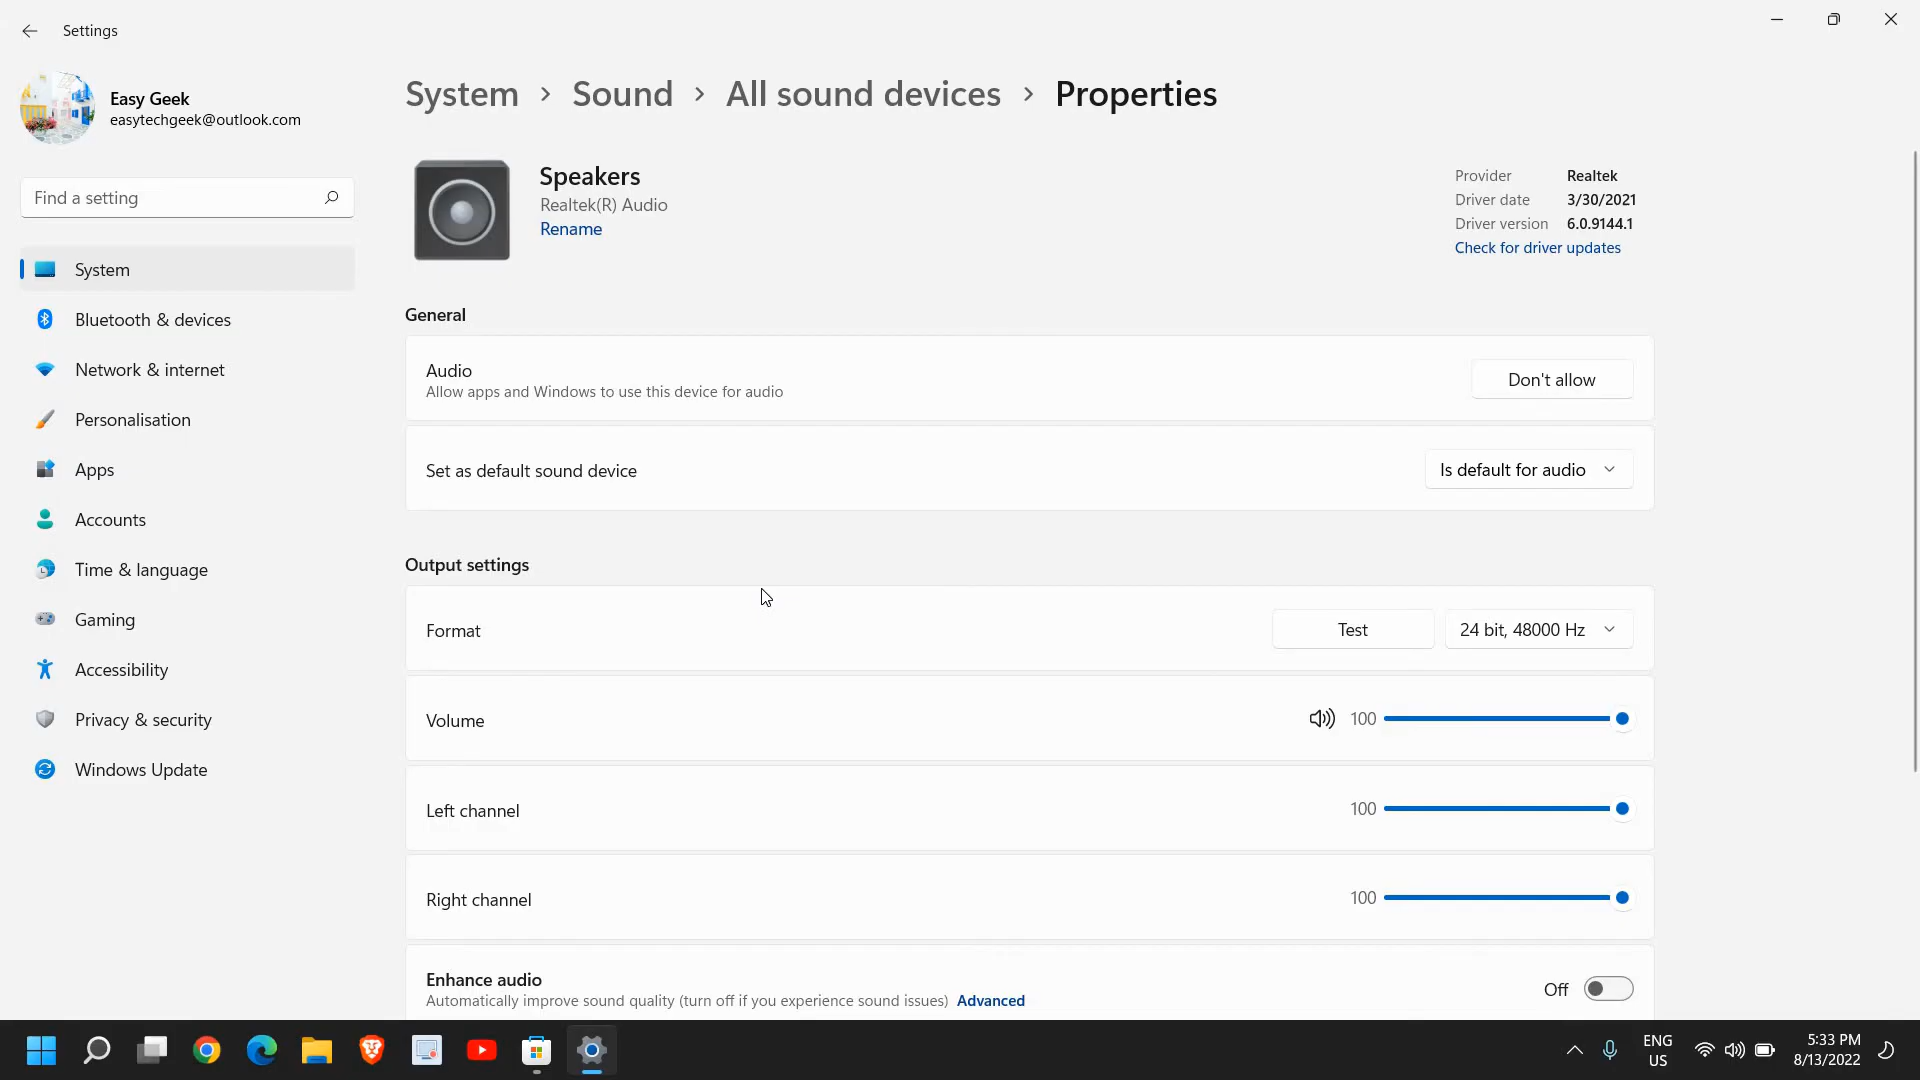 Settings
Easy Geek
easytechgeek@outlook.com
Find a setting
System
Bluetooth & devices
Network & internet
Personalisation
Apps
Accounts
Time & language
Gaming
Accessibility
Privacy & security
Windows Update
System > Sound > All sound devices > Properties
Speakers
Realtek(R) Audio
Rename
Provider Realtek
Driver date 3/30/2021
Driver version 6.0.9144.1
Check for driver updates
General
Audio
Allow apps and Windows to use this device for audio
Don't allow
Set as default sound device
Is default for audio
Output settings
Format
Test
24 bit, 48000 Hz
Volume
100
Left channel
100
Right channel
100
Enhance audio
Automatically improve sound quality (turn off if you experience sound issues) Advanced
Off
ENG
US
5:33 PM
8/13/2022